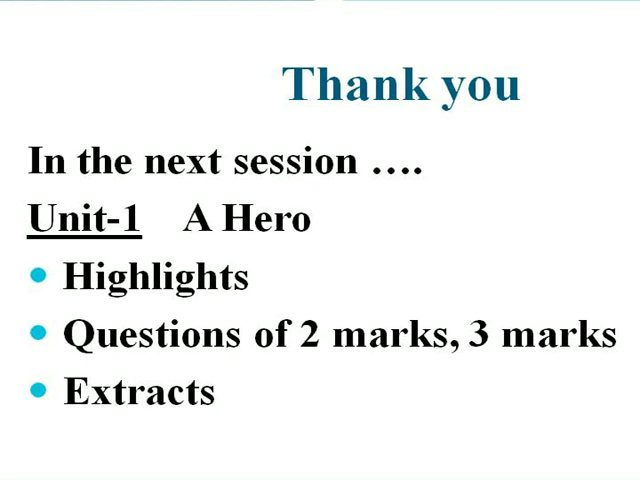 Thank you
In the next session ….
Unit-1 A Hero
Highlights
Questions of 2 marks, 3 marks
Extracts